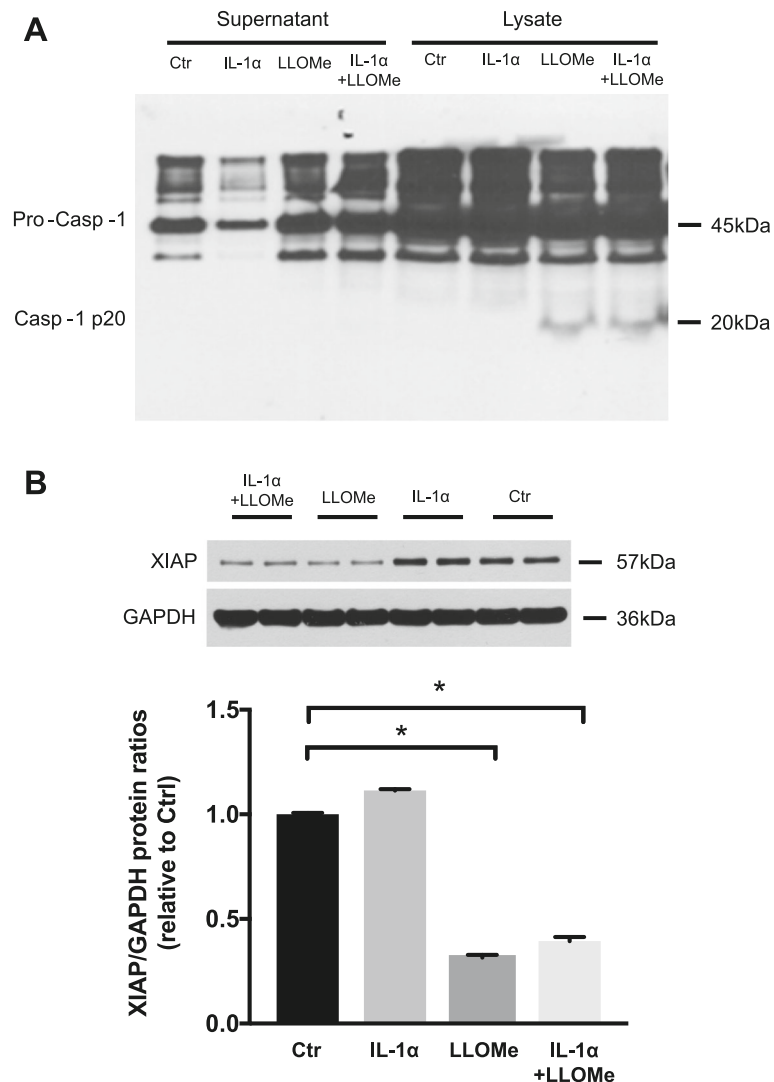 A
Supernatant Lysate
Ctr IL-1α LLOMe IL-1α Ctr IL-1α LLOMe IL-1α
+LLOMe +LLOMe
Pro-Casp-1 45kDa
Casp-1 p20 20kDa
B
IL-1α LLOMe IL-1α Ctr
+LLOMe
XIAP 57kDa
GAPDH 36kDa
XIAP/GAPDH protein ratios
(relative to Ctrl)
1.5
1.0
0.5
0.0
*
*
Ctr IL-1α LLOMe IL-1α
+LLOMe